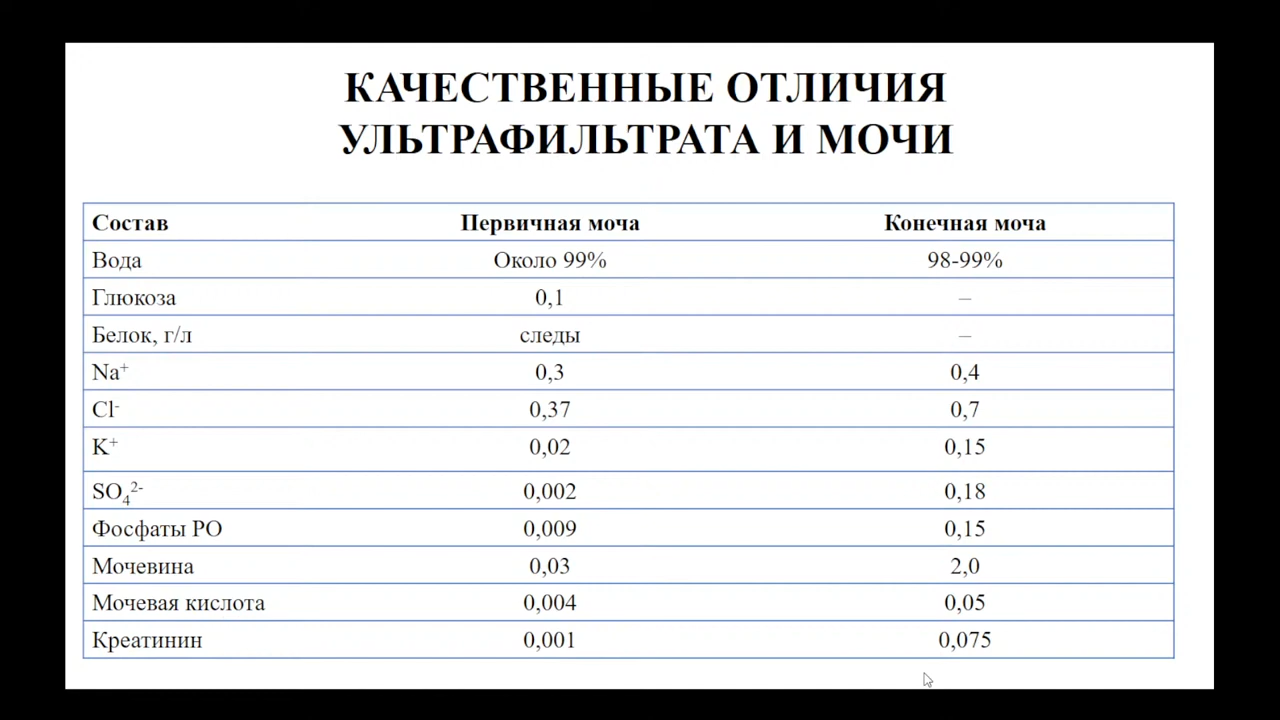 КАЧЕСТВЕННЫЕ ОТЛИЧИЯ
УЛЬТРАФИЛЬТРАТА И МОЧИ
Состав Первичная моча Конечная моча
Вода Около 99% 98-99%
Глюкоза 0,1 –
Белок, г/л следы –
Na⁺ 0,3 0,4
Cl⁻ 0,37 0,7
K⁺ 0,02 0,15
SO₄²⁻ 0,002 0,18
Фосфаты PO 0,009 0,15
Мочевина 0,03 2,0
Мочевая кислота 0,004 0,05
Креатинин 0,001 0,075